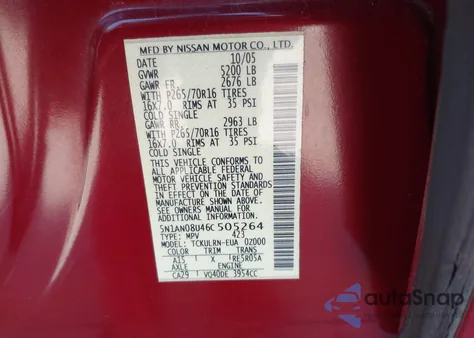 MFD BY NISSAN MOTOR CO., LTD.
DATE 10/05
GVWR 5200 LB
GAWR FR 2676 LB
WITH P265/70R16 TIRES
16X7.0 RIMS AT 35 PSI
COLD SINGLE
GAWR RR 2963 LB
WITH P265/70R16 TIRES
16X7.0 RIMS AT 35 PSI
COLD SINGLE
THIS VEHICLE CONFORMS TO
ALL APPLICABLE FEDERAL
MOTOR VEHICLE SAFETY
AND THEFT PREVENTION STANDARDS
IN EFFECT ON THE DATE OF
MANUFACTURE SHOWN ABOVE.
SEE OWNERS MANUAL FOR
ADDITIONAL INFORMATION
5N1AN08U46C505264
TYPE: MPV 423
MODEL: TCKULRN-EUA 02000
COLOR TRIM TRANS
A15 X RE5R05A
AXLE ENGINE
CA29 VQ40DE 3954CC
autoSnap